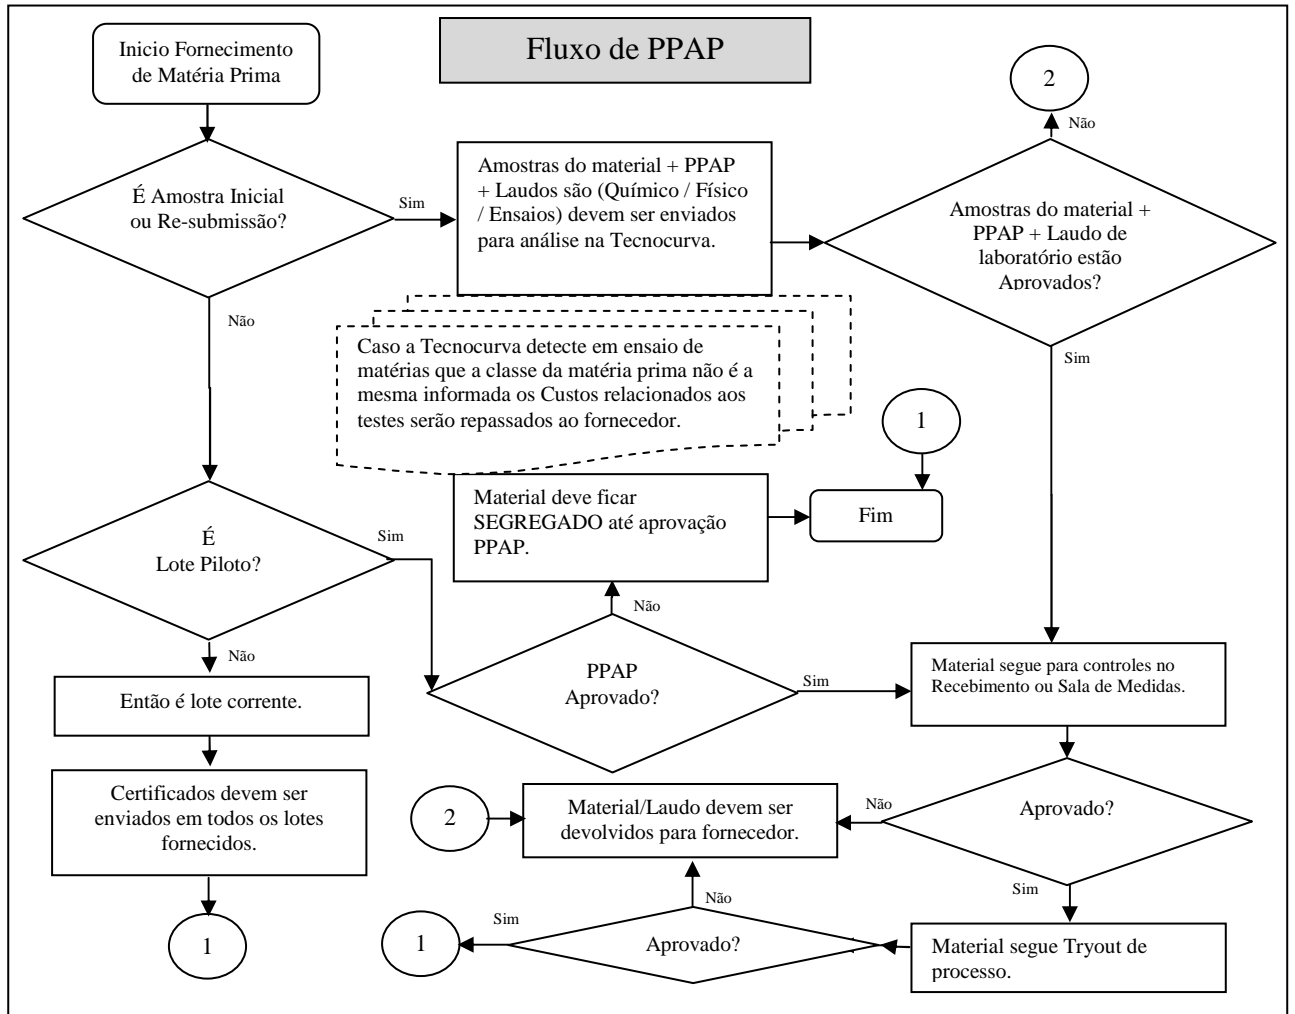 Fluxo de PPAP
Inicio Fornecimento
de Matéria Prima
2
Não
É Amostra Inicial
ou Re-submissão?
Sim
Amostras do material + PPAP
+ Laudos são (Químico / Físico
/ Ensaios) devem ser enviados
para análise na Tecnocurva.
Amostras do material +
PPAP + Laudo de
laboratório estão
Aprovados?
Não
Sim
Caso a Tecnocurva detecte em ensaio de
matérias que a classe da matéria prima não é a
mesma informada os Custos relacionados aos
testes serão repassados ao fornecedor.
1
Material deve ficar
SEGREGADO até aprovação
PPAP.
Fim
É
Lote Piloto?
Sim
Não
Não
PPAP
Aprovado?
Sim
Material segue para controles no
Recebimento ou Sala de Medidas.
Então é lote corrente.
Certificados devem ser
enviados em todos os lotes
fornecidos.
2
Material/Laudo devem ser
devolvidos para fornecedor.
Não
Aprovado?
Sim
Não
1
1
Sim
Aprovado?
Material segue Tryout de
processo.